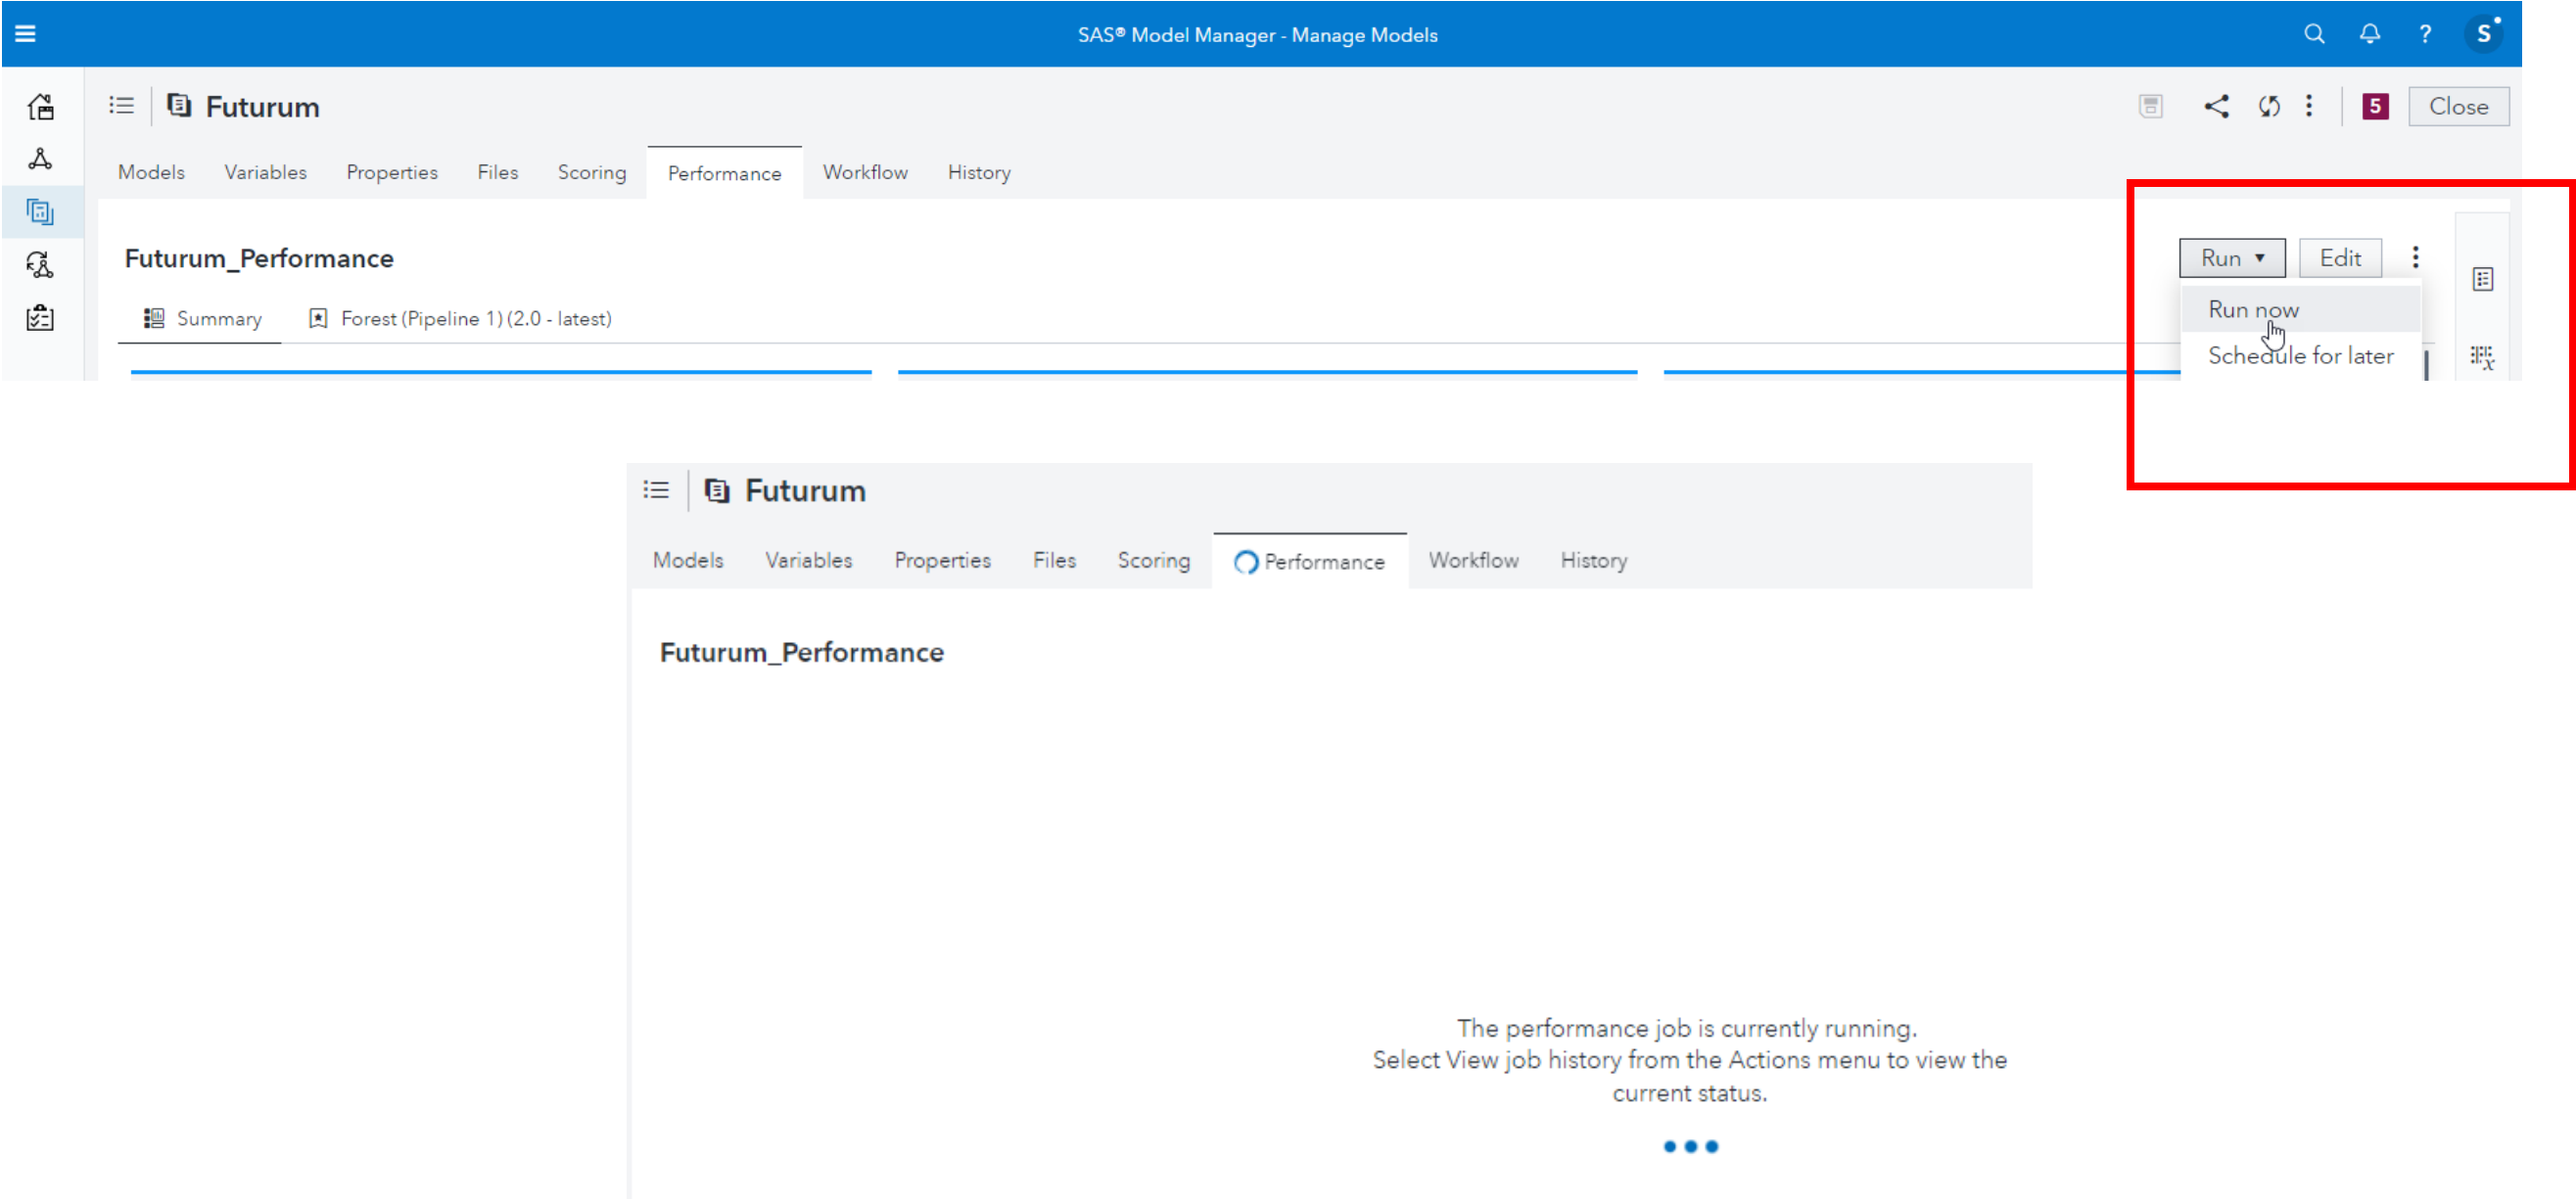 SAS® Model Manager - Manage Models
? S
Futurum
5 Close
Models Variables Properties Files Scoring Performance Workflow History
Futurum_Performance
Run Edit
Run now
Summary Forest (Pipeline 1) (2.0 - latest)
Schedule for later
Futurum
Models Variables Properties Files Scoring Performance Workflow History
Futurum_Performance
The performance job is currently running.
Select View job history from the Actions menu to view the
current status.